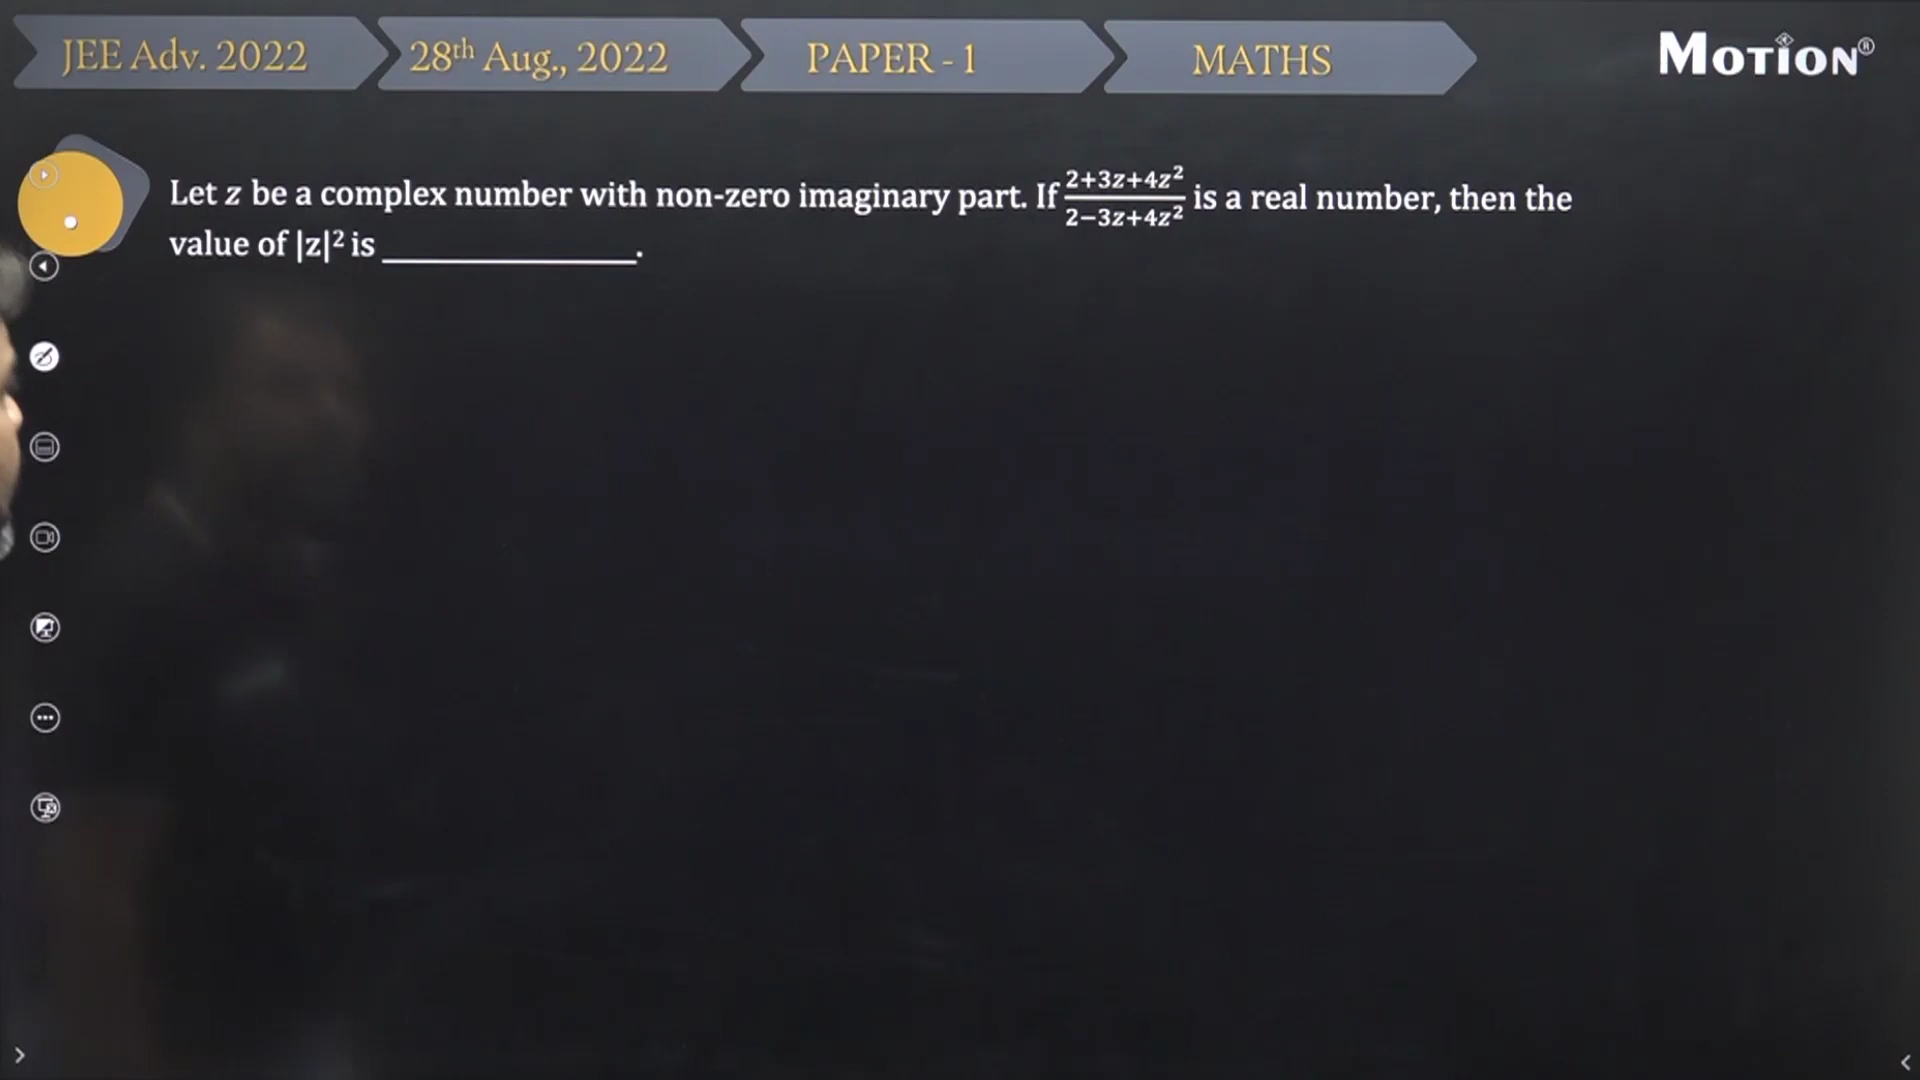 JEE Adv. 2022
28th Aug., 2022
PAPER - 1
MATHS
MOTION®
Let z be a complex number with non-zero imaginary part. If (2+3z+4z²)/(2−3z+4z²) is a real number, then the
value of |z|² is ______________.